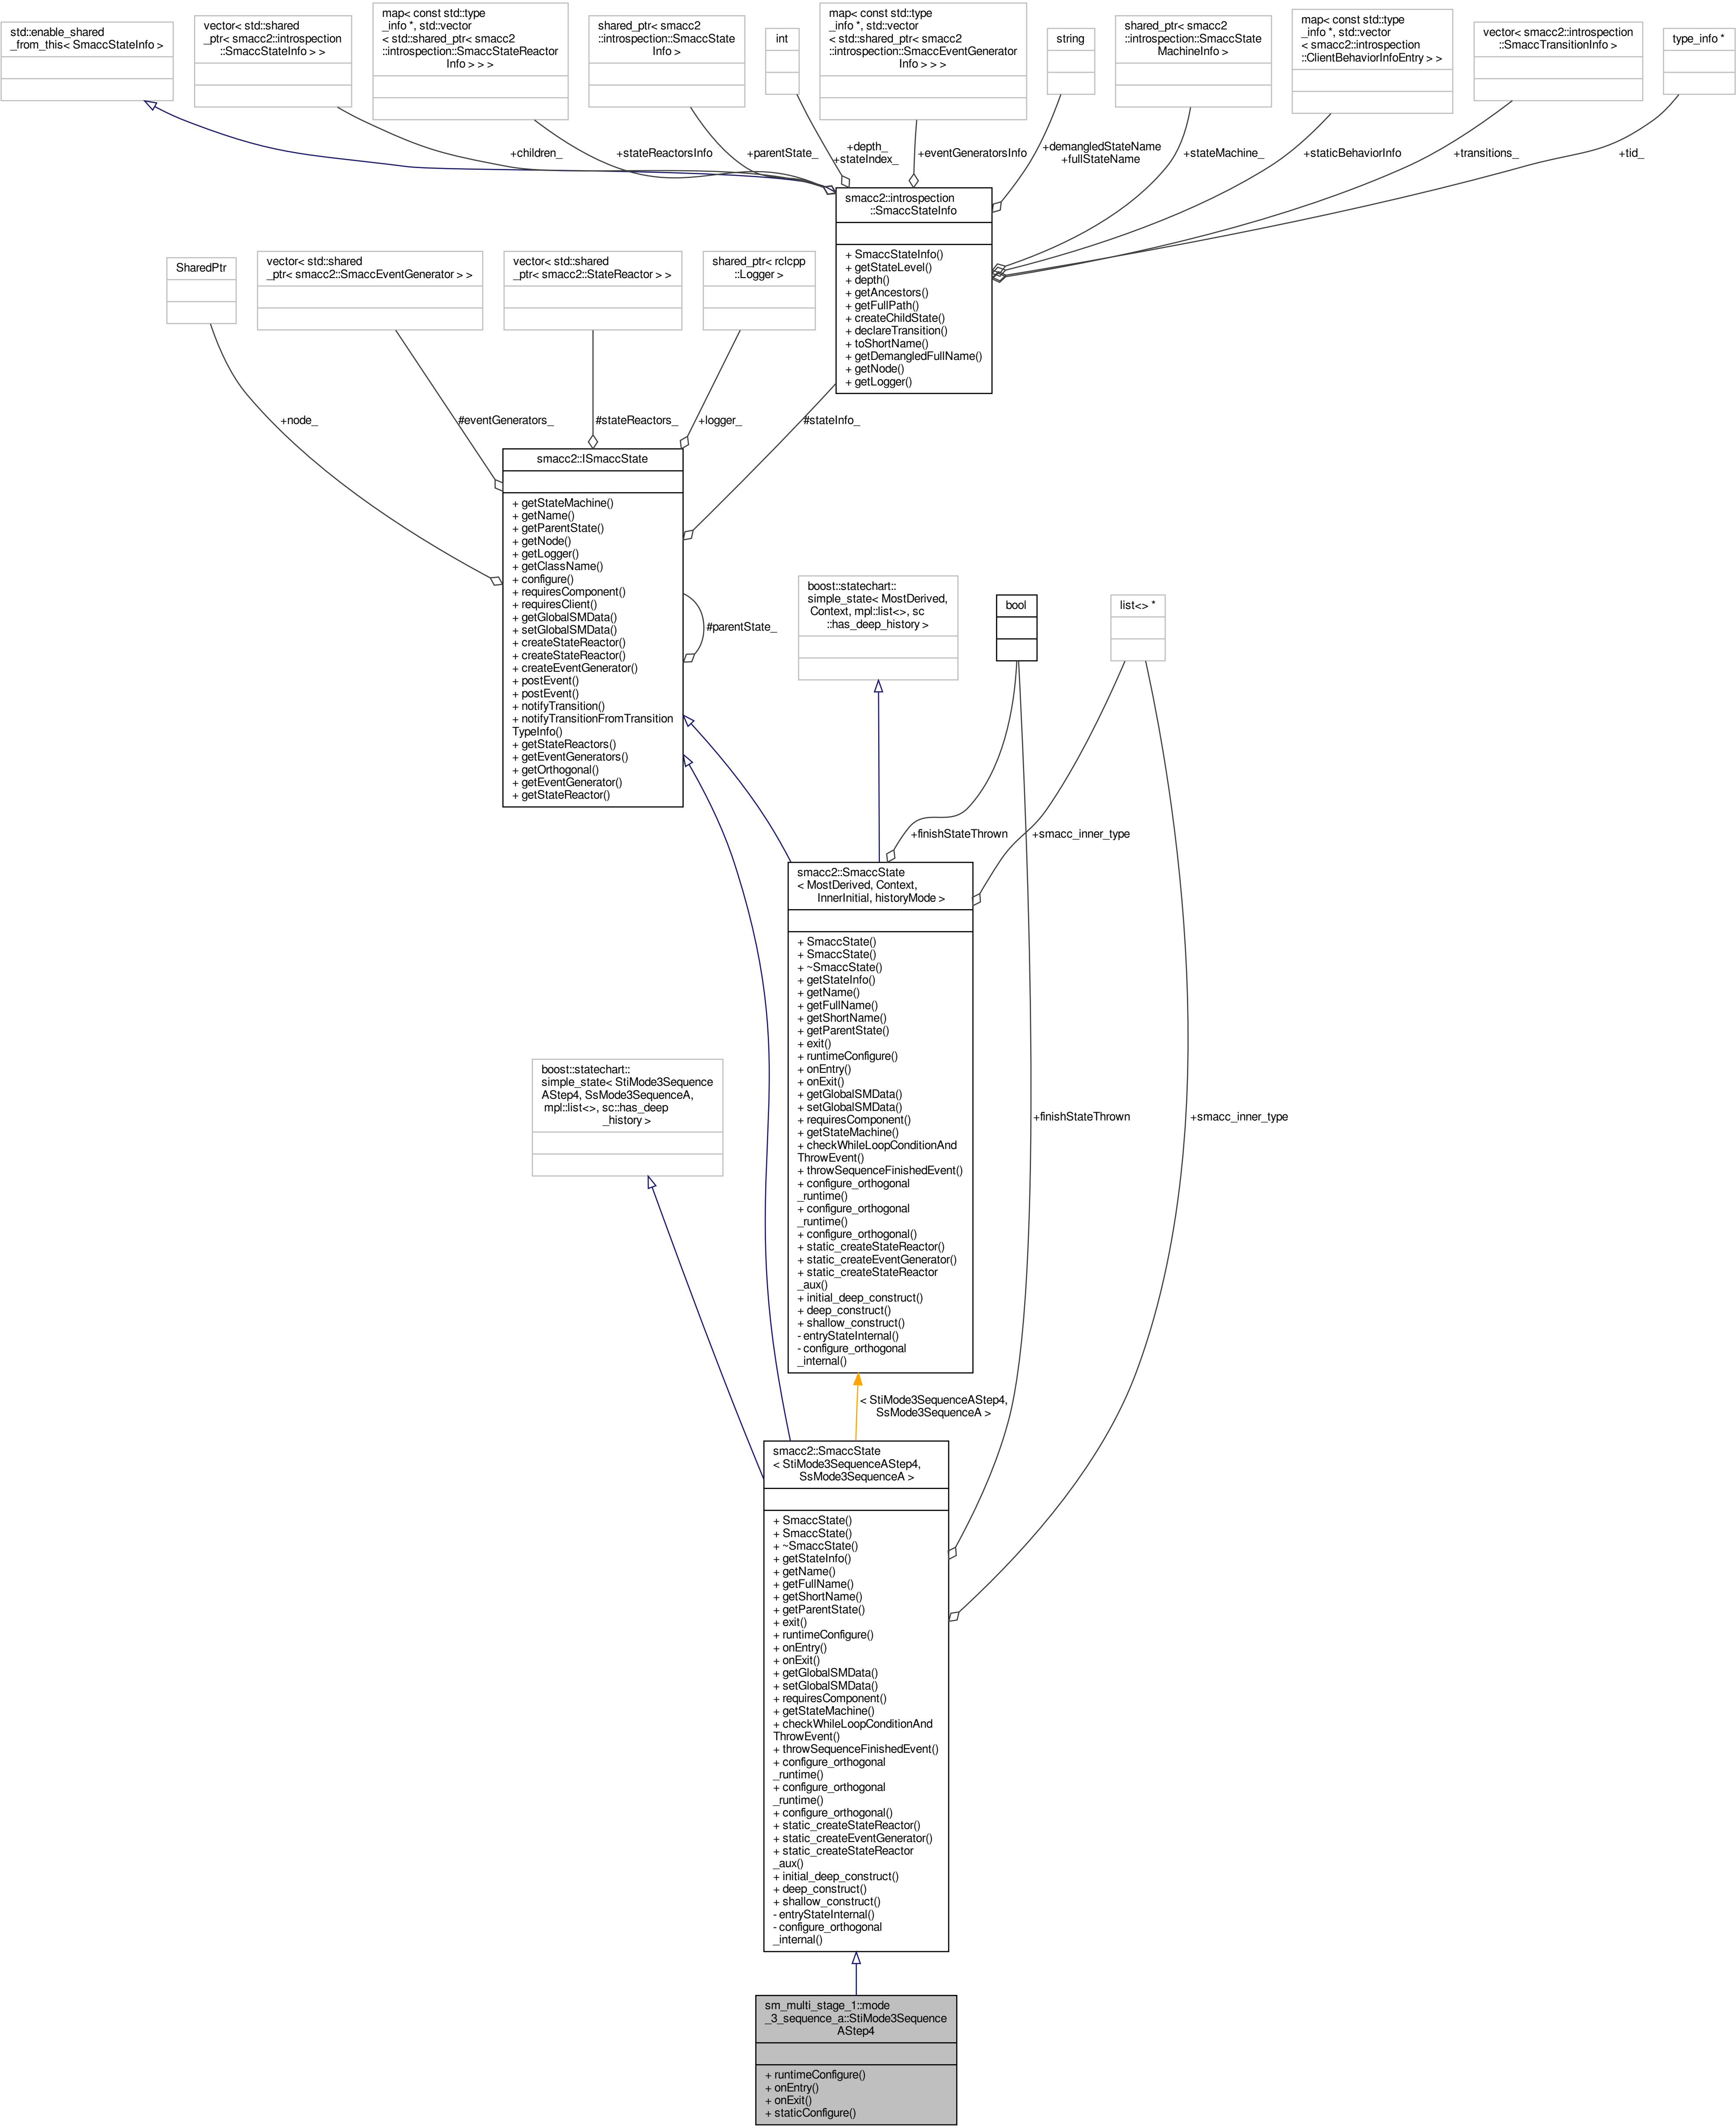 std::enable_shared
_from_this< SmaccStateInfo >
vector< std::shared
_ptr< smacc2::introspection
::SmaccStateInfo > >
map< const std::type
_info *, std::vector
< std::shared_ptr< smacc2
::introspection::SmaccStateReactor
Info > > >
shared_ptr< smacc2
::introspection::SmaccState
Info >
int
map< const std::type
_info *, std::vector
< std::shared_ptr< smacc2
::introspection::SmaccEventGenerator
Info > > >
string
shared_ptr< smacc2
::introspection::SmaccState
MachineInfo >
map< const std::type
_info *, std::vector
< smacc2::introspection
::ClientBehaviorInfoEntry > >
vector< smacc2::introspection
::SmaccTransitionInfo >
type_info *
+children_
+stateReactorsInfo
+parentState_
+depth_
+stateIndex_
+eventGeneratorsInfo
+demangledStateName
+fullStateName
+stateMachine_
+staticBehaviorInfo
+transitions_
+tid_
smacc2::introspection
::SmaccStateInfo
+ SmaccStateInfo()
+ getStateLevel()
+ depth()
+ getAncestors()
+ getFullPath()
+ createChildState()
+ declareTransition()
+ toShortName()
+ getDemangledFullName()
+ getNode()
+ getLogger()
SharedPtr
vector< std::shared
_ptr< smacc2::SmaccEventGenerator > >
vector< std::shared
_ptr< smacc2::StateReactor > >
shared_ptr< rclcpp
::Logger >
+node_
#eventGenerators_
#stateReactors_
+logger_
#stateInfo_
smacc2::ISmaccState
+ getStateMachine()
+ getName()
+ getParentState()
+ getNode()
+ getLogger()
+ getClassName()
+ configure()
+ requiresComponent()
+ requiresClient()
+ getGlobalSMData()
+ setGlobalSMData()
+ createStateReactor()
+ createStateReactor()
+ createEventGenerator()
+ postEvent()
+ postEvent()
+ notifyTransition()
+ notifyTransitionFromTransition
TypeInfo()
+ getStateReactors()
+ getEventGenerators()
+ getOrthogonal()
+ getEventGenerator()
+ getStateReactor()
#parentState_
boost::statechart::
simple_state< MostDerived,
Context, mpl::list<>, sc
::has_deep_history >
bool
list<> *
+finishStateThrown
+smacc_inner_type
smacc2::SmaccState
< MostDerived, Context,
InnerInitial, historyMode >
+ SmaccState()
+ SmaccState()
+ ~SmaccState()
+ getStateInfo()
+ getName()
+ getFullName()
+ getShortName()
+ getParentState()
+ exit()
+ runtimeConfigure()
+ onEntry()
+ onExit()
+ getGlobalSMData()
+ setGlobalSMData()
+ requiresComponent()
+ getStateMachine()
+ checkWhileLoopConditionAnd
ThrowEvent()
+ throwSequenceFinishedEvent()
+ configure_orthogonal
_runtime()
+ configure_orthogonal
_runtime()
+ configure_orthogonal()
+ static_createStateReactor()
+ static_createEventGenerator()
+ static_createStateReactor
_aux()
+ initial_deep_construct()
+ deep_construct()
+ shallow_construct()
- entryStateInternal()
- configure_orthogonal
_internal()
boost::statechart::
simple_state< StiMode3Sequence
AStep4, SsMode3SequenceA,
mpl::list<>, sc::has_deep
_history >
+finishStateThrown
+smacc_inner_type
< StiMode3SequenceAStep4,
SsMode3SequenceA >
smacc2::SmaccState
< StiMode3SequenceAStep4,
SsMode3SequenceA >
+ SmaccState()
+ SmaccState()
+ ~SmaccState()
+ getStateInfo()
+ getName()
+ getFullName()
+ getShortName()
+ getParentState()
+ exit()
+ runtimeConfigure()
+ onEntry()
+ onExit()
+ getGlobalSMData()
+ setGlobalSMData()
+ requiresComponent()
+ getStateMachine()
+ checkWhileLoopConditionAnd
ThrowEvent()
+ throwSequenceFinishedEvent()
+ configure_orthogonal
_runtime()
+ configure_orthogonal
_runtime()
+ configure_orthogonal()
+ static_createStateReactor()
+ static_createEventGenerator()
+ static_createStateReactor
_aux()
+ initial_deep_construct()
+ deep_construct()
+ shallow_construct()
- entryStateInternal()
- configure_orthogonal
_internal()
sm_multi_stage_1::mode
_3_sequence_a::StiMode3Sequence
AStep4
+ runtimeConfigure()
+ onEntry()
+ onExit()
+ staticConfigure()